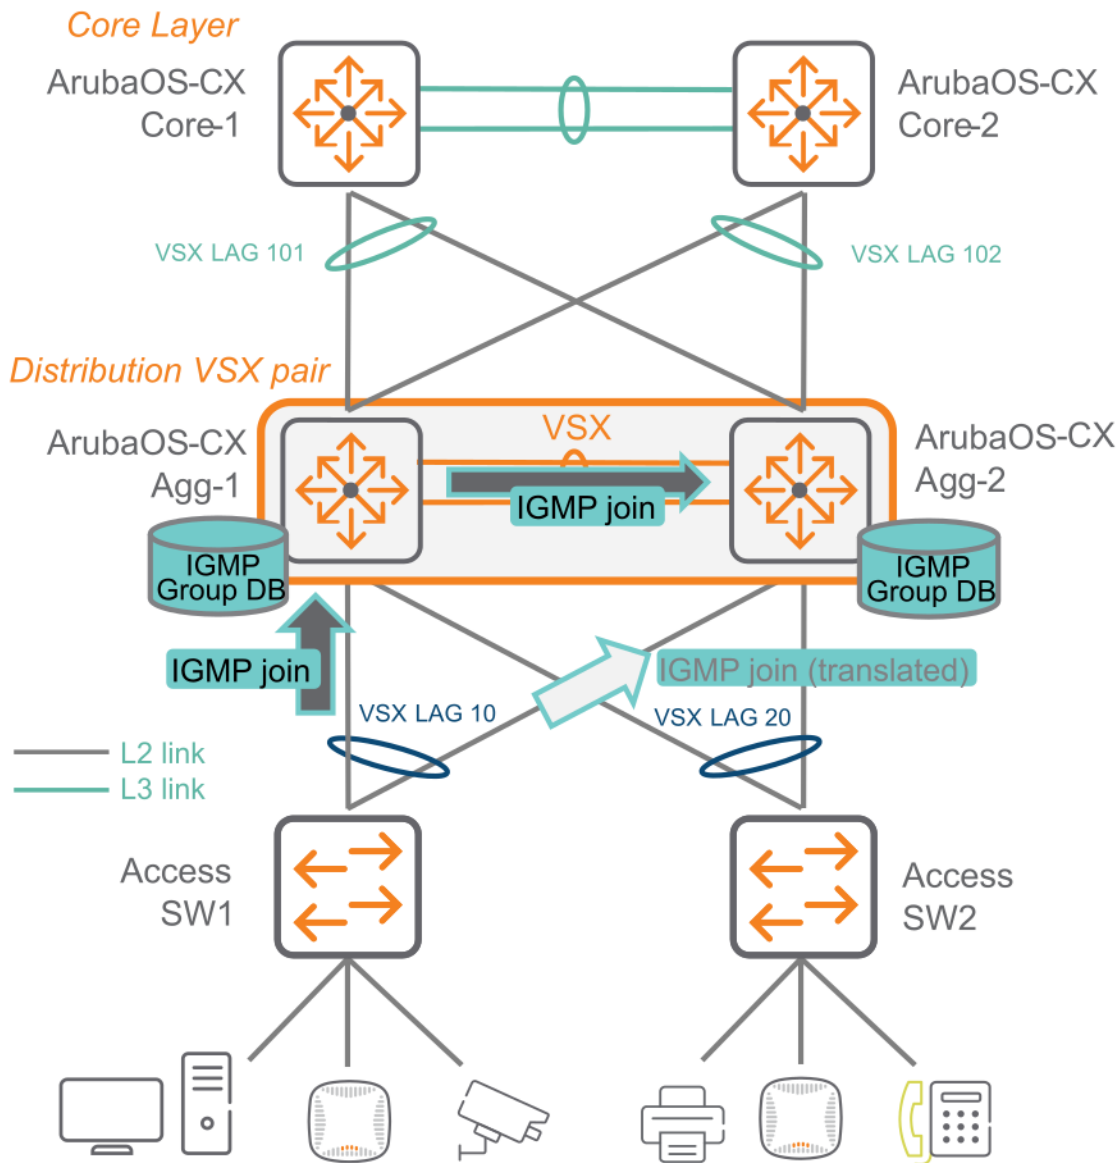 Core Layer
ArubaOS-CX
Core-1
ArubaOS-CX
Core-2
VSX LAG 101
VSX LAG 102
Distribution VSX pair
ArubaOS-CX
Agg-1
VSX
ArubaOS-CX
Agg-2
IGMP join
IGMP
Group DB
IGMP
Group DB
IGMP join
IGMP join (translated)
VSX LAG 10
VSX LAG 20
L2 link
L3 link
Access
SW1
Access
SW2